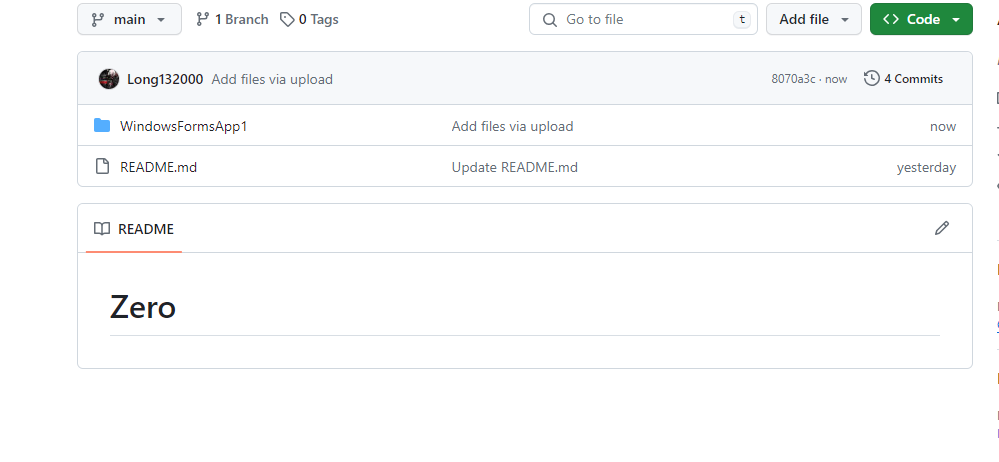 main 1 Branch 0 Tags Go to file t Add file Code
Long132000 Add files via upload 8070a3c · now 4 Commits
WindowsFormsApp1 Add files via upload now
README.md Update README.md yesterday
README
Zero